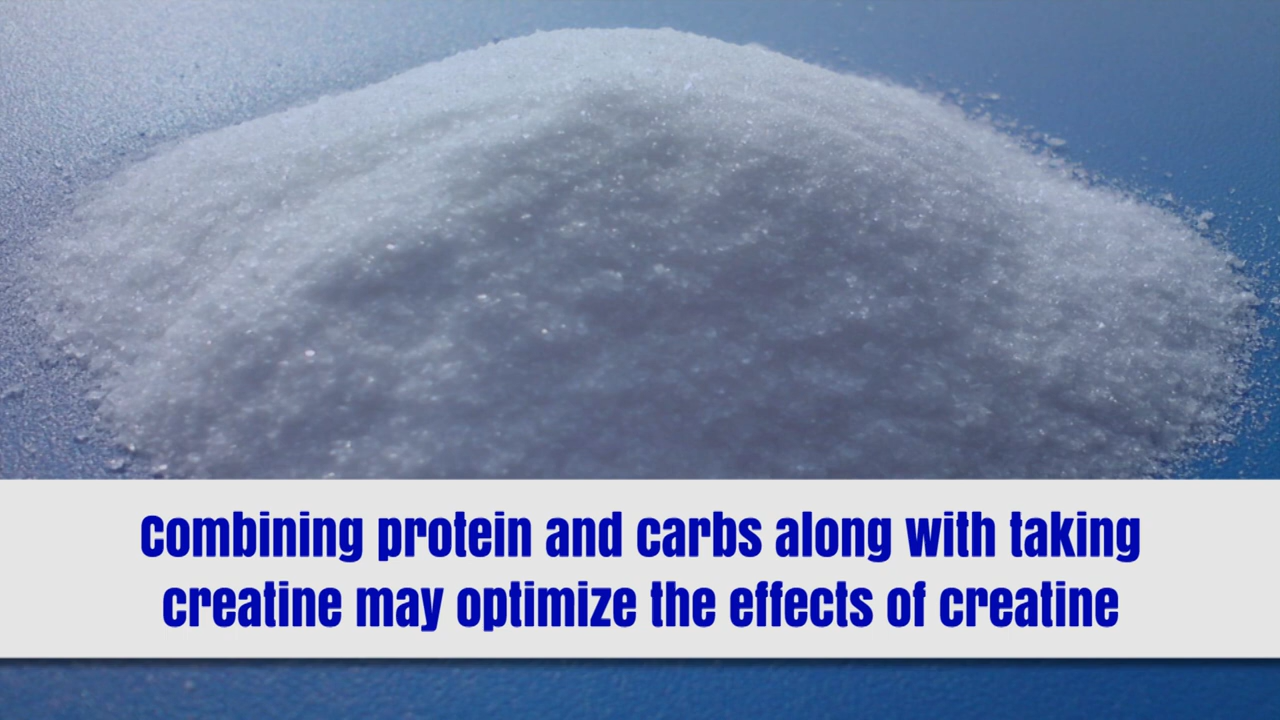 Combining protein and carbs along with taking
creatine may optimize the effects of creatine